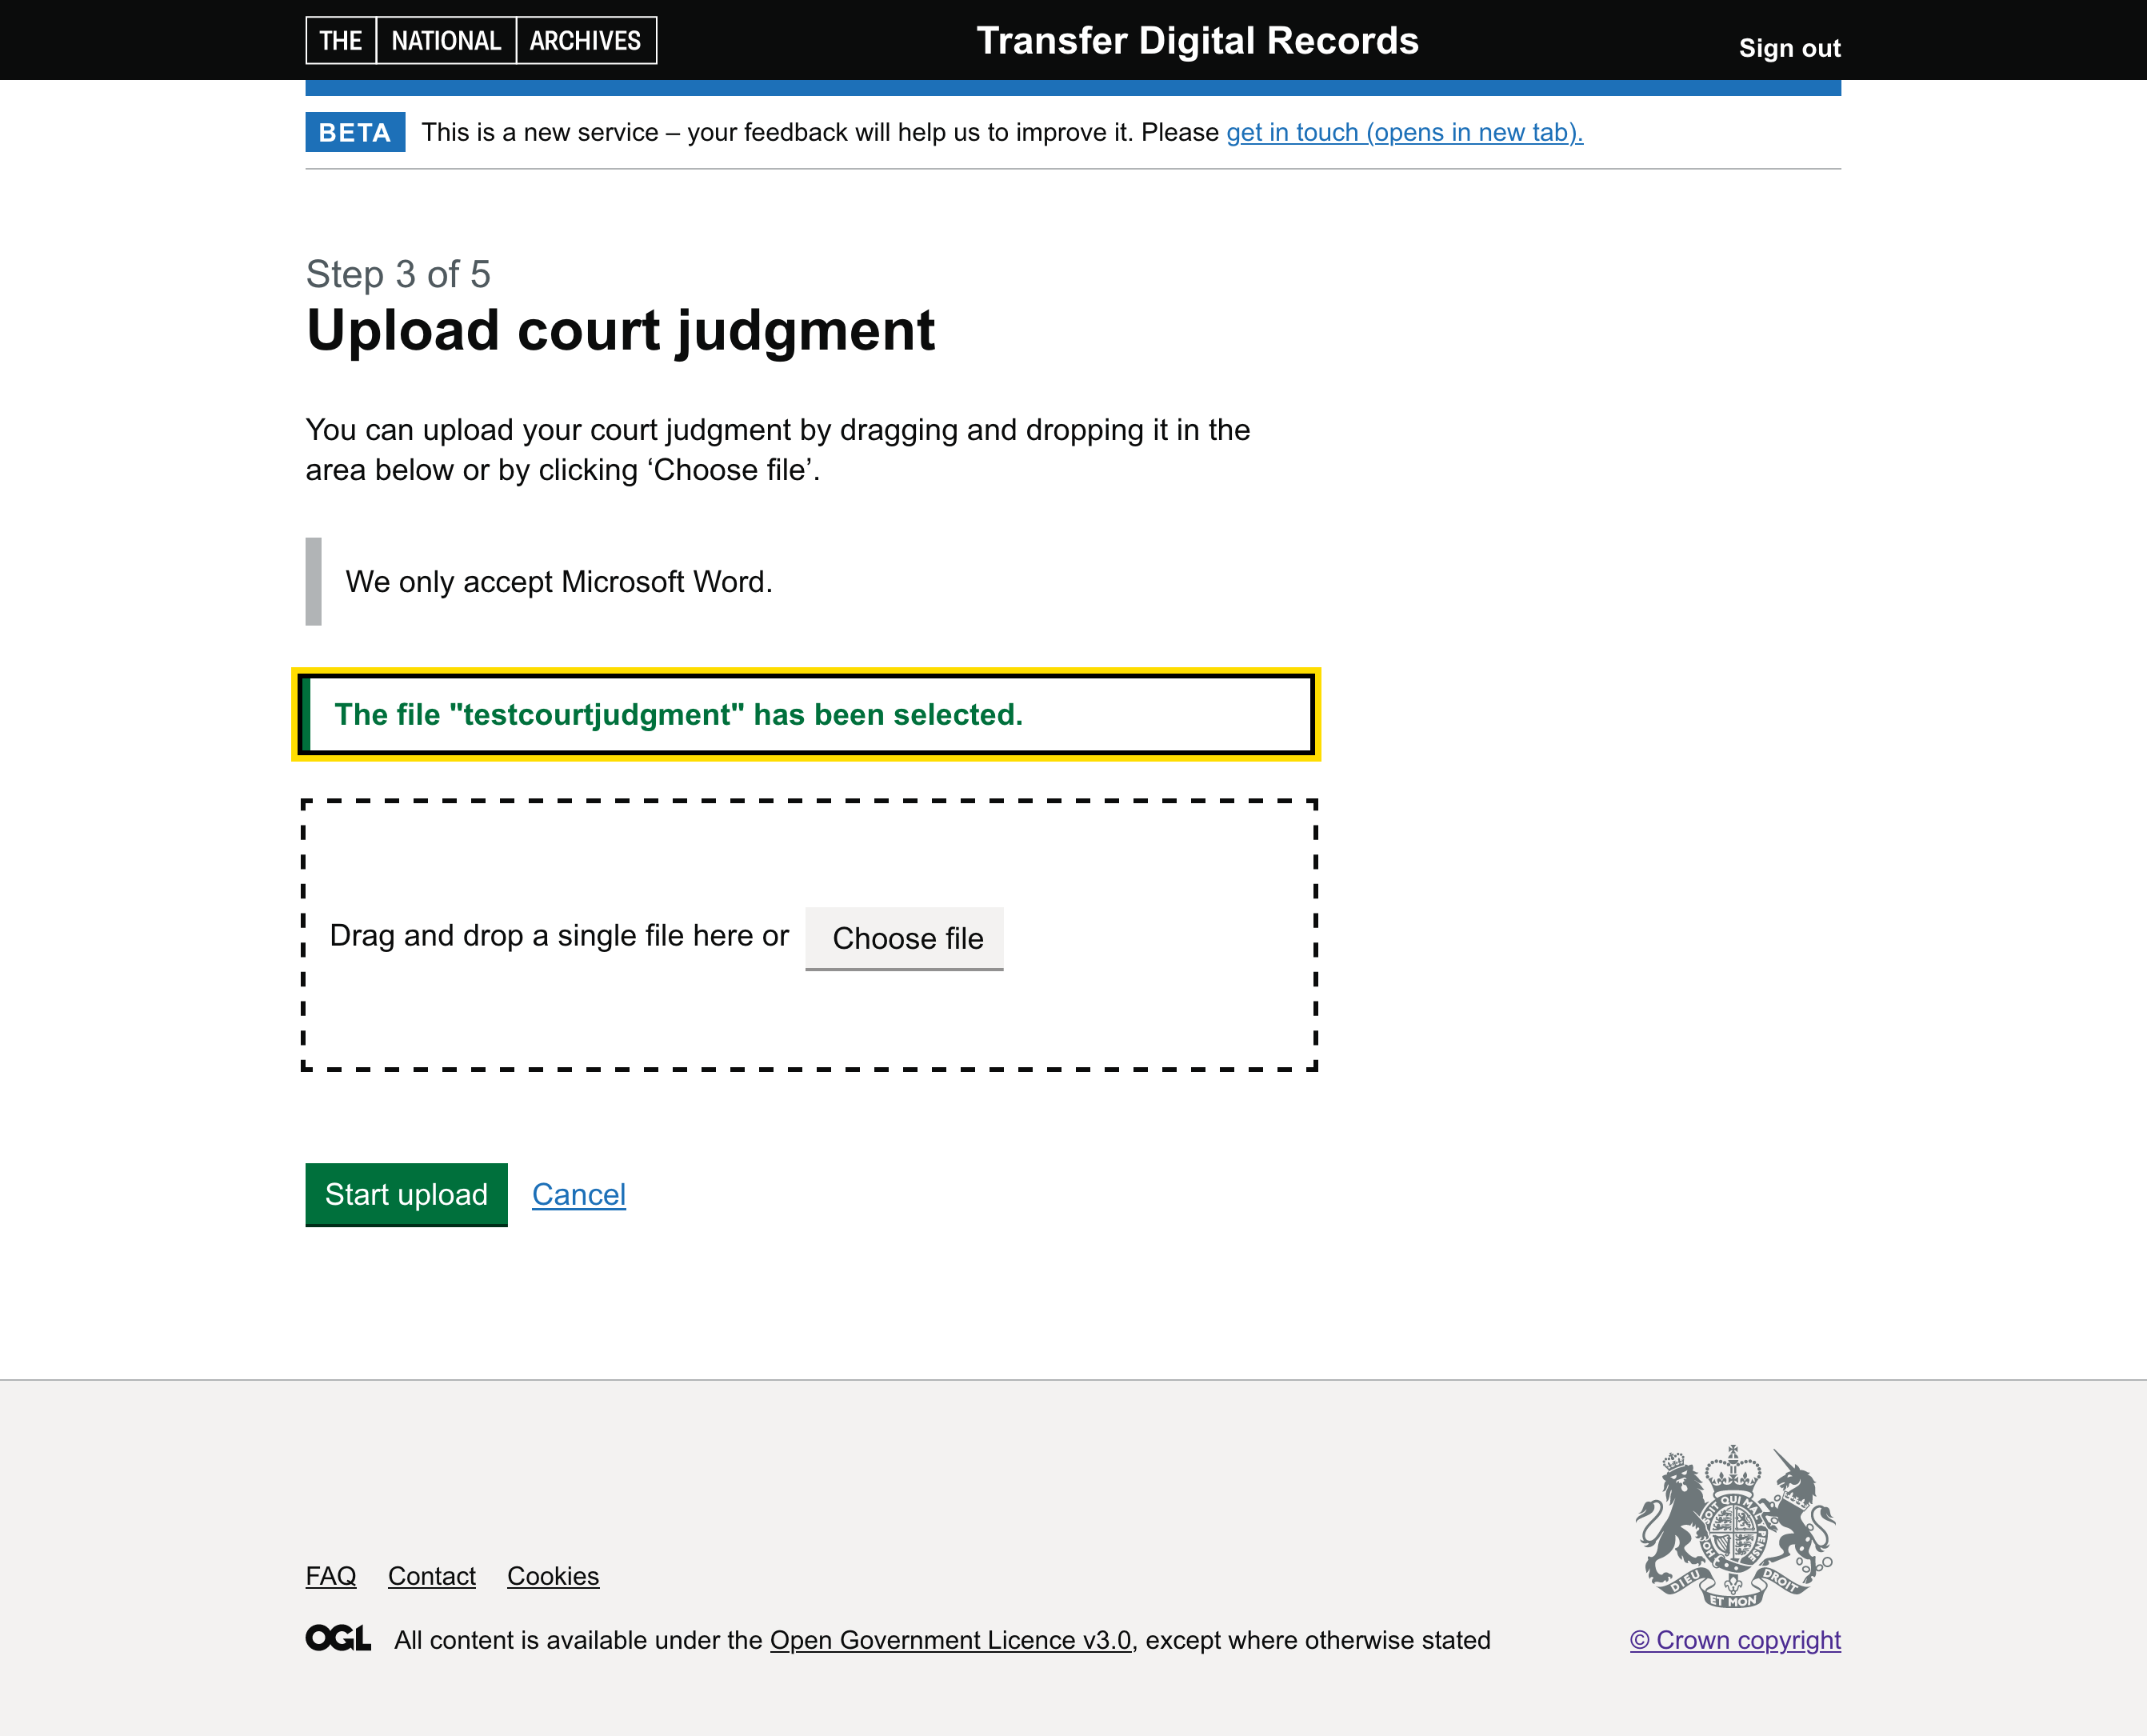 THE NATIONAL ARCHIVES
Transfer Digital Records
Sign out
BETA This is a new service – your feedback will help us to improve it. Please get in touch (opens in new tab).
Step 3 of 5
Upload court judgment
You can upload your court judgment by dragging and dropping it in the
area below or by clicking ‘Choose file’.
We only accept Microsoft Word.
The file "testcourtjudgment" has been selected.
Drag and drop a single file here or Choose file
Start upload Cancel
SOIT QUI MAL Y PENSE
DIEU ET MON DROIT
FAQ Contact Cookies
OGL All content is available under the Open Government Licence v3.0, except where otherwise stated
© Crown copyright